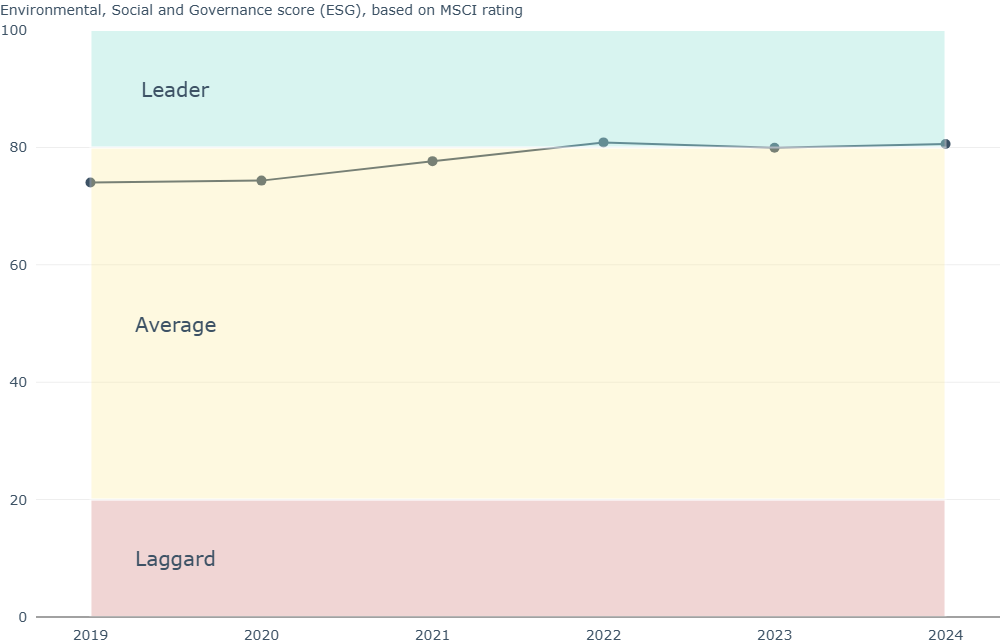 Environmental, Social and Governance score (ESG), based on MSCI rating
100
Leader
80
60
Average
40
20
Laggard
0
2019 2020 2021 2022 2023 2024